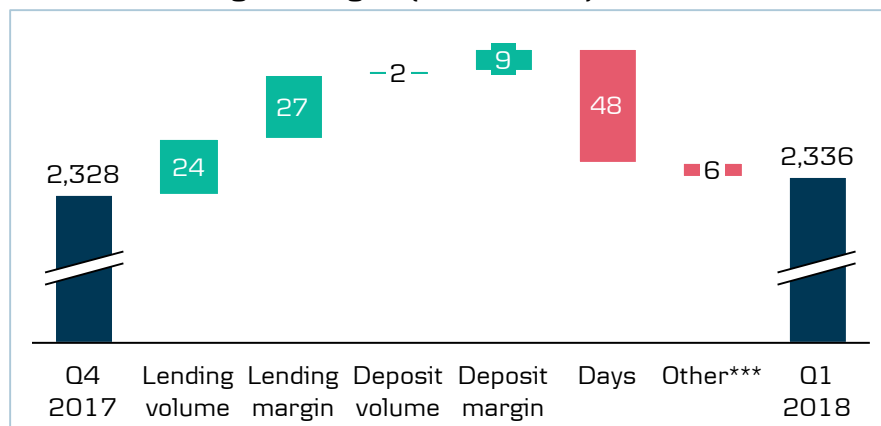 2,328
24
27
2
9
48
6
2,336
Q4 2017
Lending volume
Lending margin
Deposit volume
Deposit margin
Days
Other***
Q1 2018